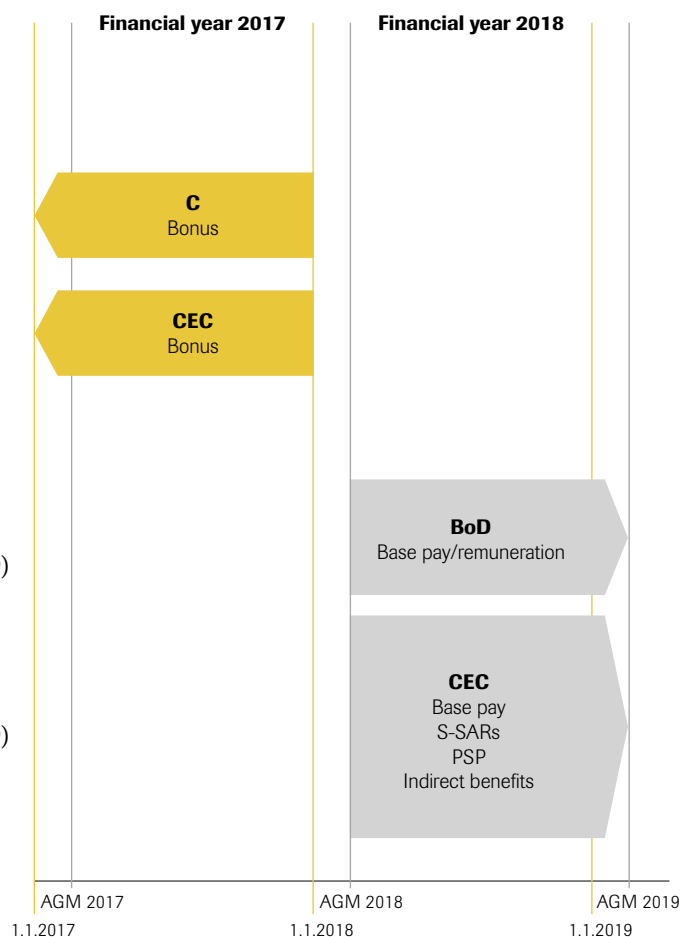 Financial year 2017 Financial year 2018
C
Bonus
CEC
Bonus
BoD
Base pay/remuneration
)
CEC
Base pay
S-SARs
PSP
Indirect benefits
)
AGM 2017 AGM 2018 AGM 2019
1.1.2017 1.1.2018 1.1.2019